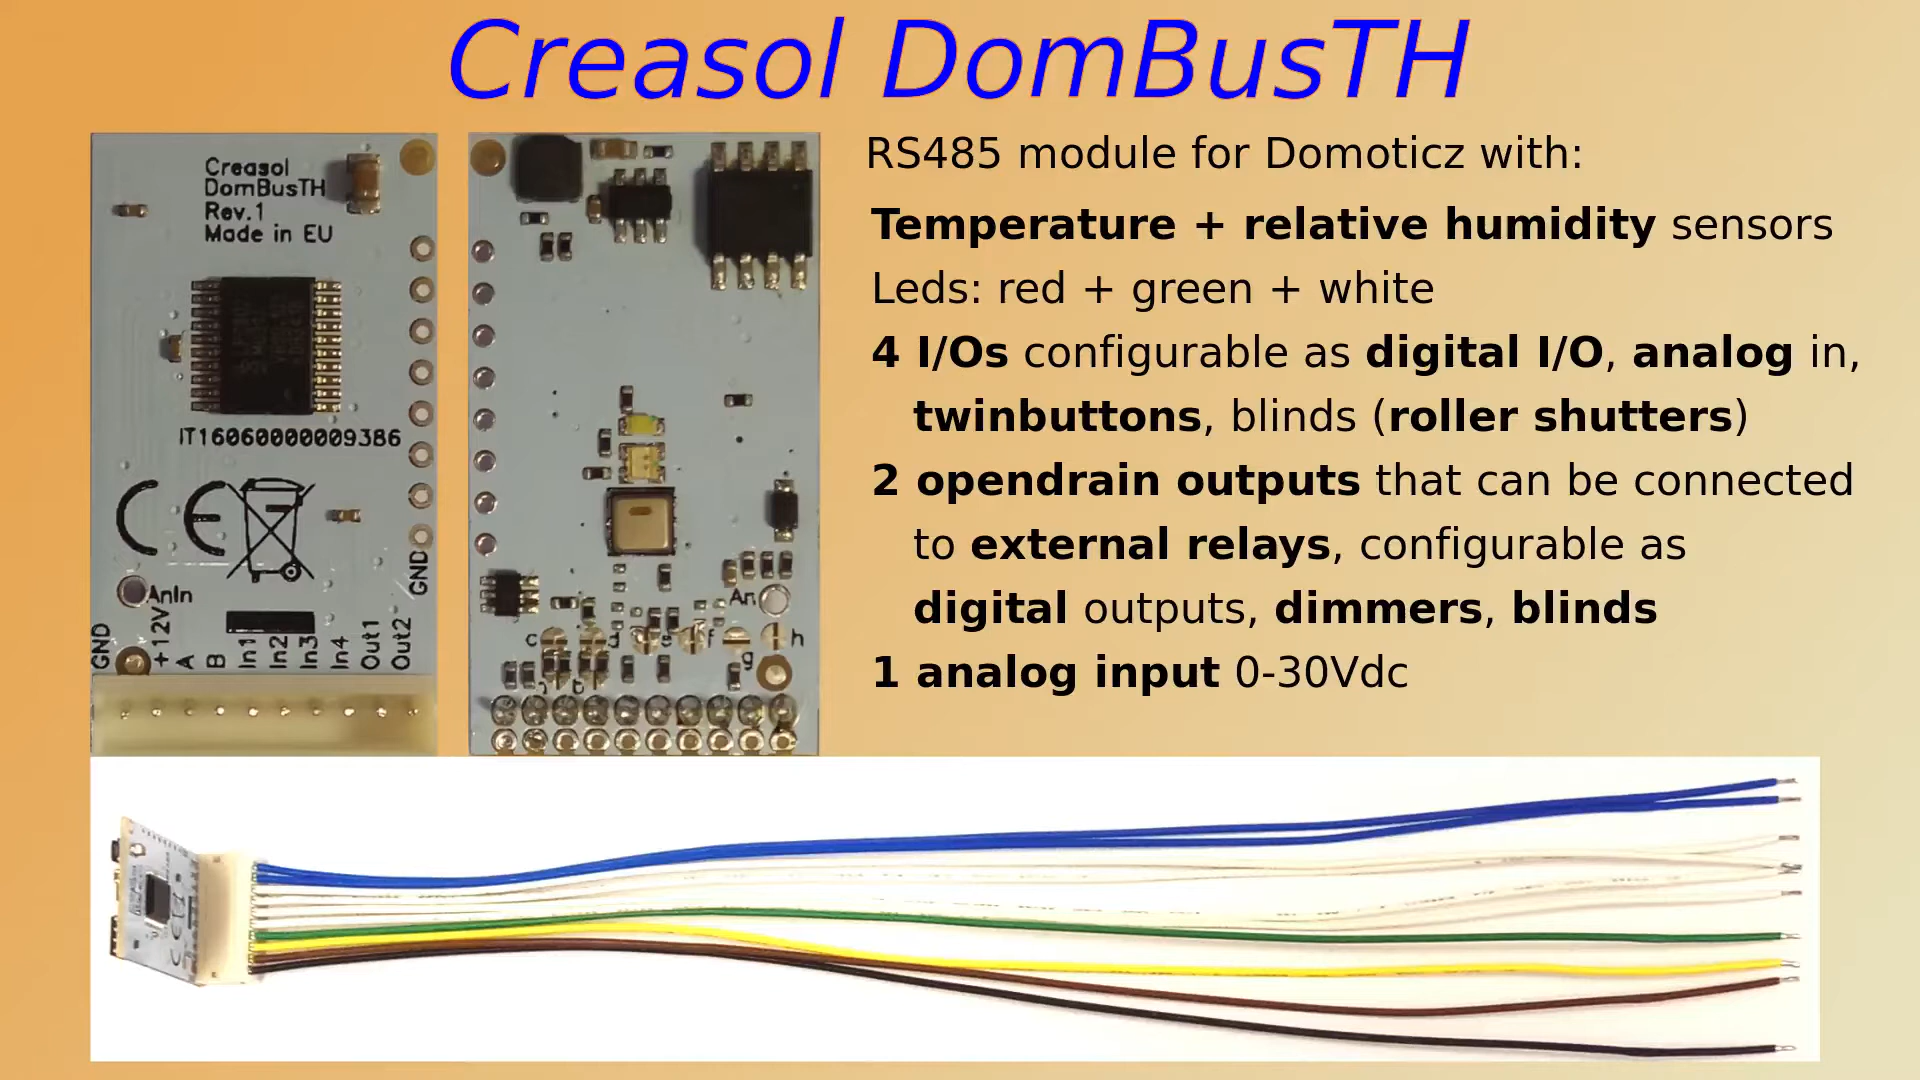 Creasol DomBusTH
Creasol
DomBusTH
Rev.1
Made in EU
IT16060000009386
CE
GND
AnIn
GND
+12V
A
B
In1
In2
In3
In4
Out1
Out2
An
c
d
e
f
h
g
b
RS485 module for Domoticz with:
Temperature + relative humidity sensors
Leds: red + green + white
4 I/Os configurable as digital I/O, analog in,
twinbuttons, blinds (roller shutters)
2 opendrain outputs that can be connected
to external relays, configurable as
digital outputs, dimmers, blinds
1 analog input 0-30Vdc